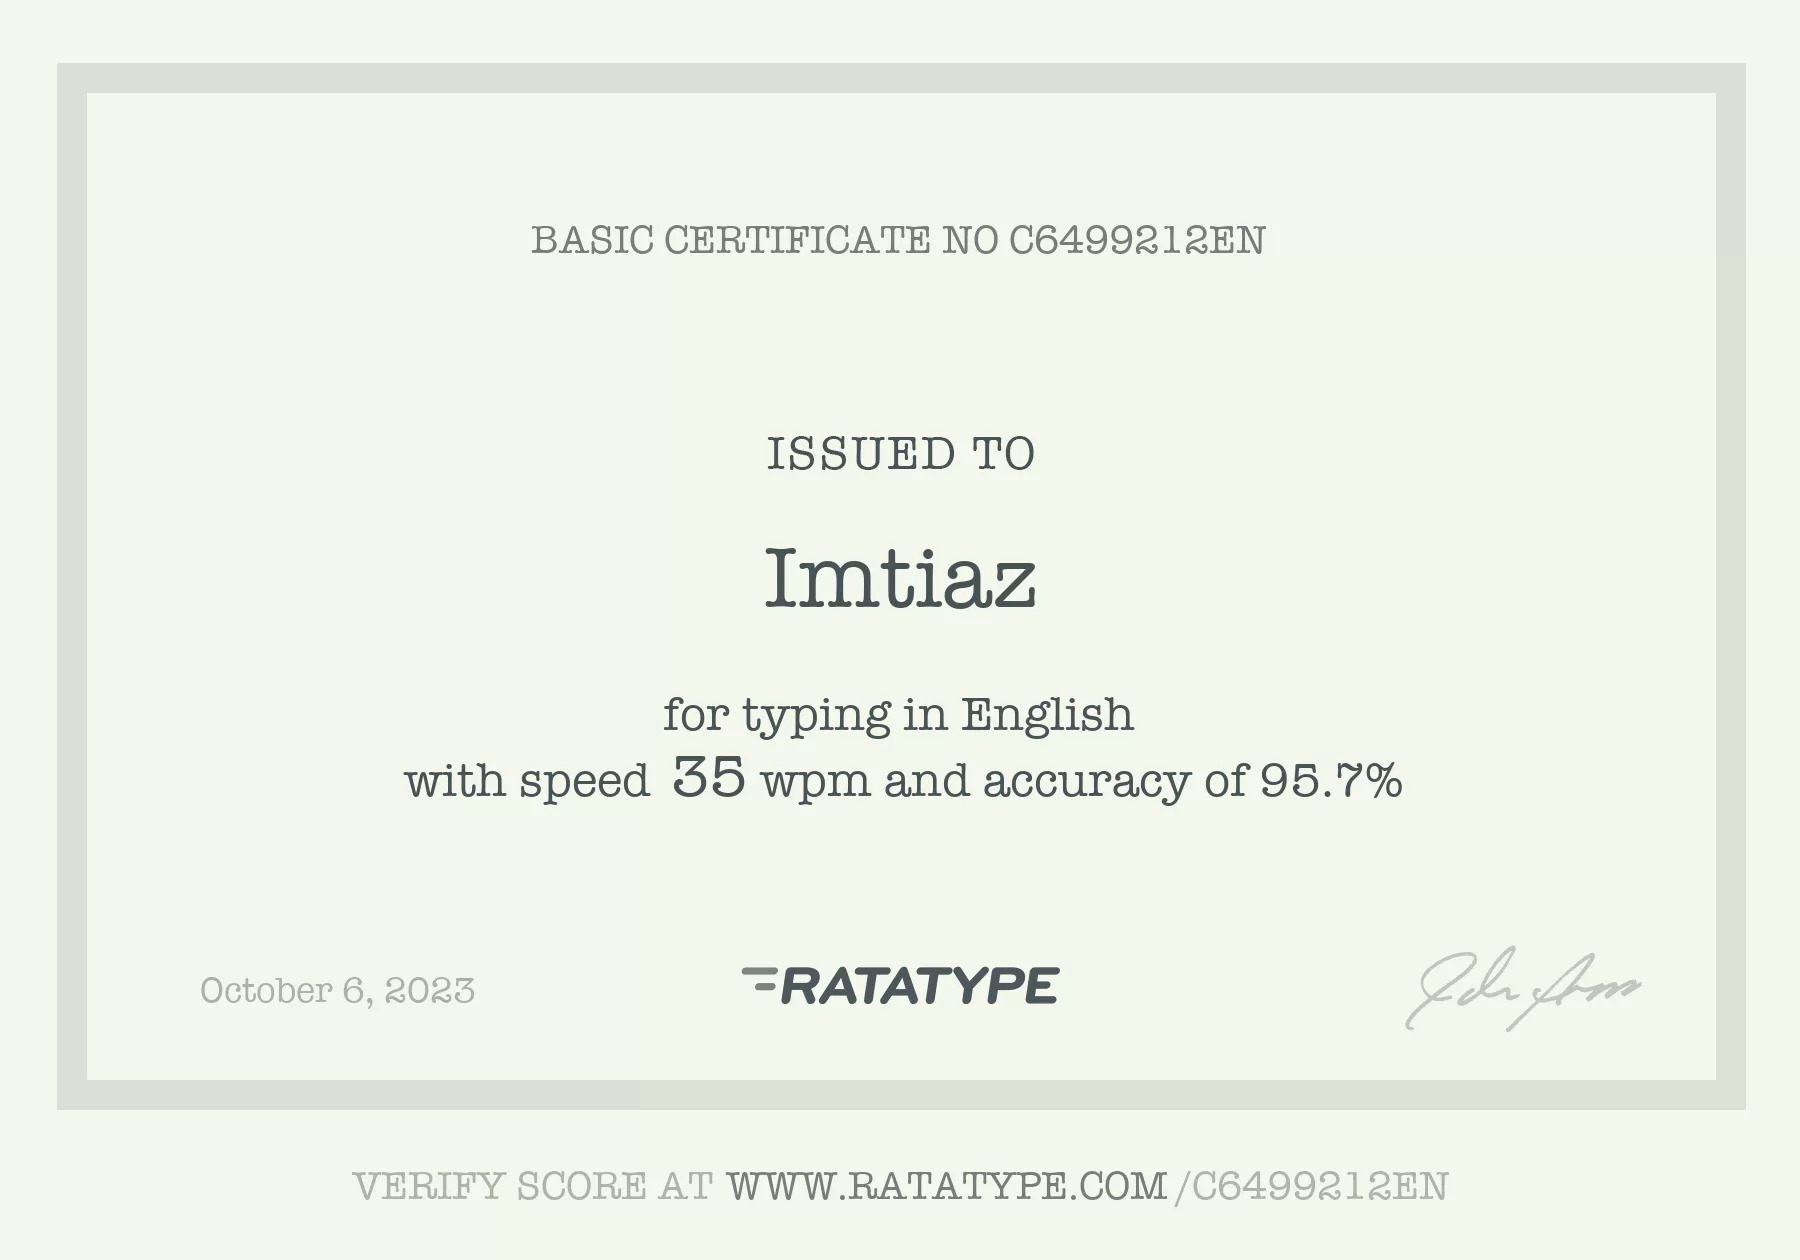 BASIC CERTIFICATE NO C6499212EN
ISSUED TO
Imtiaz
for typing in English
with speed 35 wpm and accuracy of 95.7%
October 6, 2023
RATATYPE
VERIFY SCORE AT WWW.RATATYPE.COM/C6499212EN